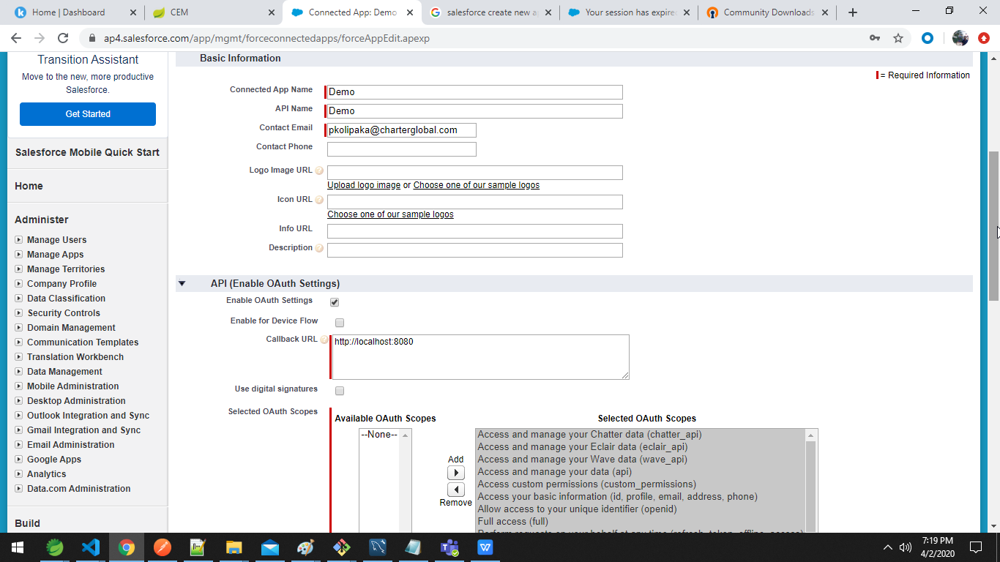 Home | Dashboard
CEM
Connected App: Demo
salesforce create new a
Your session has expire
Community Downloads
ap4.salesforce.com/app/mgmt/forceconnectedapps/forceAppEdit.apexp
Transition Assistant
Move to the new, more productive
Salesforce.
Get Started
Salesforce Mobile Quick Start
Home
Administer
Manage Users
Manage Apps
Manage Territories
Company Profile
Data Classification
Security Controls
Domain Management
Communication Templates
Translation Workbench
Data Management
Mobile Administration
Desktop Administration
Outlook Integration and Sync
Gmail Integration and Sync
Email Administration
Google Apps
Analytics
Data.com Administration
Build
Basic Information
= Required Information
Connected App Name Demo
API Name Demo
Contact Email pkolipaka@charterglobal.com
Contact Phone
Logo Image URL
Upload logo image or Choose one of our sample logos
Icon URL
Choose one of our sample logos
Info URL
Description
API (Enable OAuth Settings)
Enable OAuth Settings
Enable for Device Flow
Callback URL http://localhost:8080
Use digital signatures
Selected OAuth Scopes
Available OAuth Scopes
--None--
Add
Remove
Selected OAuth Scopes
Access and manage your Chatter data (chatter_api)
Access and manage your Eclair data (eclair_api)
Access and manage your Wave data (wave_api)
Access and manage your data (api)
Access custom permissions (custom_permissions)
Access your basic information (id, profile, email, address, phone)
Allow access to your unique identifier (openid)
Full access (full)
Perform requests on your behalf at any time (refresh_token, offline_access)
7:19 PM
4/2/2020